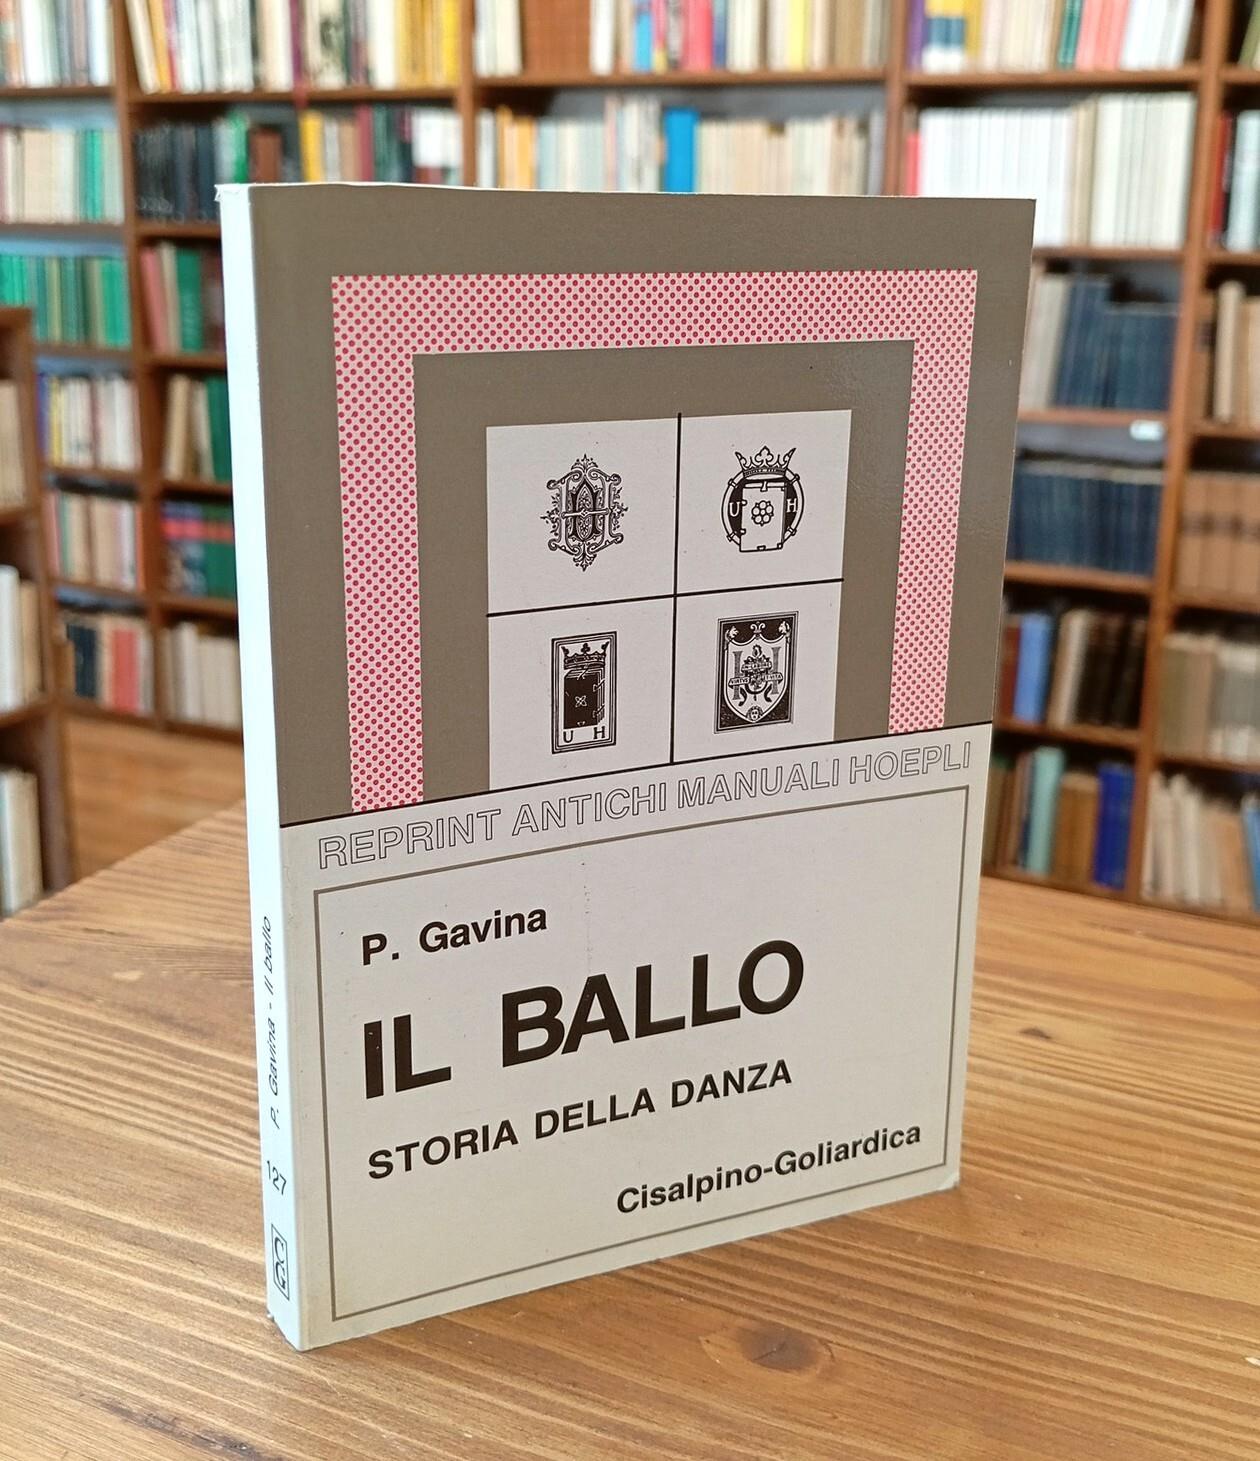 U H
U H
REPRINT ANTICHI MANUALI HOEPLI
P. Gavina
IL BALLO
STORIA DELLA DANZA
Cisalpino-Goliardica
P. Gavina - Il ballo
127